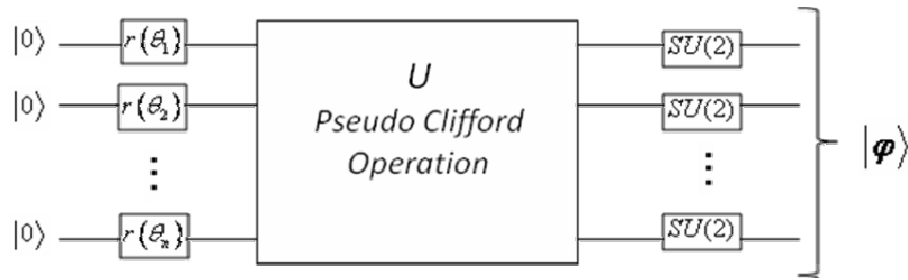 |0⟩ r(θ₁) SU(2)
U
|0⟩ r(θ₂) SU(2)
Pseudo Clifford
|φ⟩
Operation
⋮ ⋮
|0⟩ r(θₙ) SU(2)